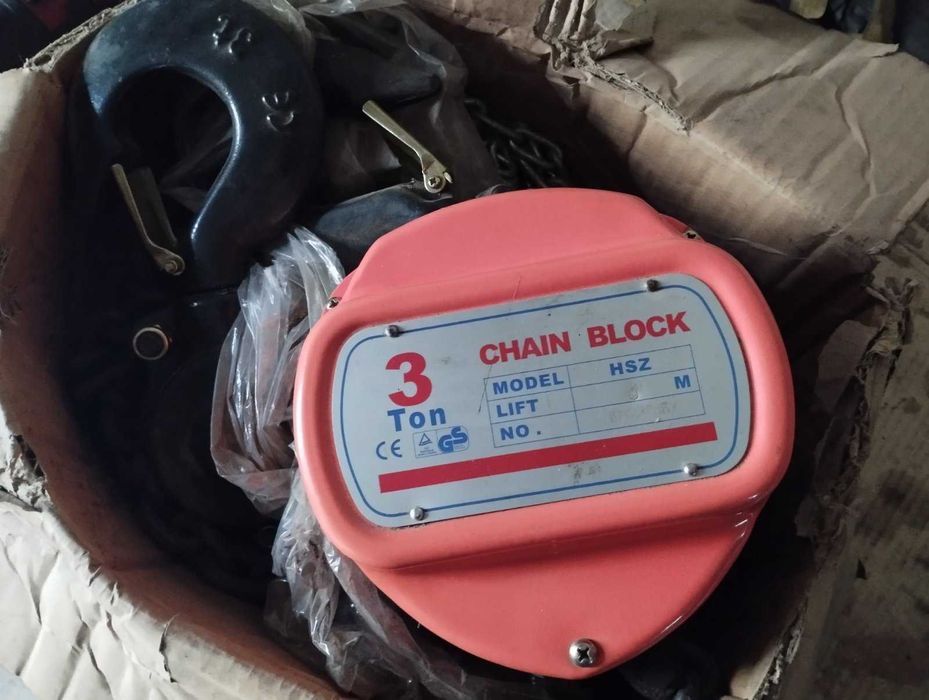 3
Ton
CHAIN BLOCK
MODEL HSZ
LIFT M
NO.
CE
GS